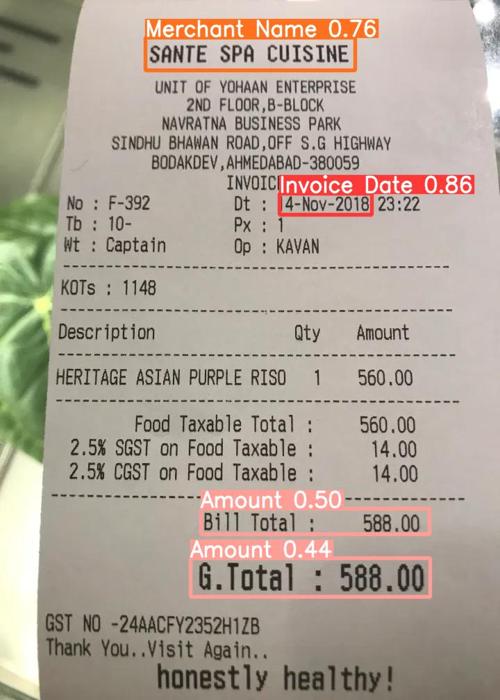 Merchant Name 0.76
SANTE SPA CUISINE
UNIT OF YOHAAN ENTERPRISE
2ND FLOOR,B-BLOCK
NAVRATNA BUSINESS PARK
SINDHU BHAWAN ROAD,OFF S.G HIGHWAY
BODAKDEV,AHMEDABAD-380059
INVOIC
Invoice Date 0.86
No : F-392 Dt : 4-Nov-2018 23:22
Tb : 10- Px : 1
Wt : Captain Op : KAVAN
KOTs : 1148
Description Qty Amount
HERITAGE ASIAN PURPLE RISO 1 560.00
Food Taxable Total : 560.00
2.5% SGST on Food Taxable : 14.00
2.5% CGST on Food Taxable : 14.00
Amount 0.50
Bill Total : 588.00
Amount 0.44
G.Total : 588.00
GST NO -24AACFY2352H1ZB
Thank You..Visit Again..
honestly healthy!